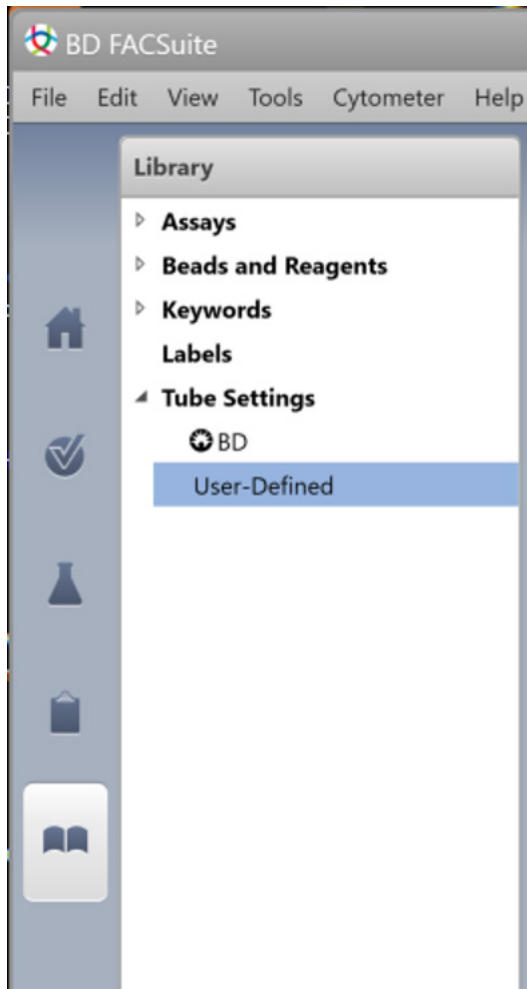 BD FACSuite
File Edit View Tools Cytometer Help
Library
Assays
Beads and Reagents
Keywords
Labels
Tube Settings
BD
User-Defined